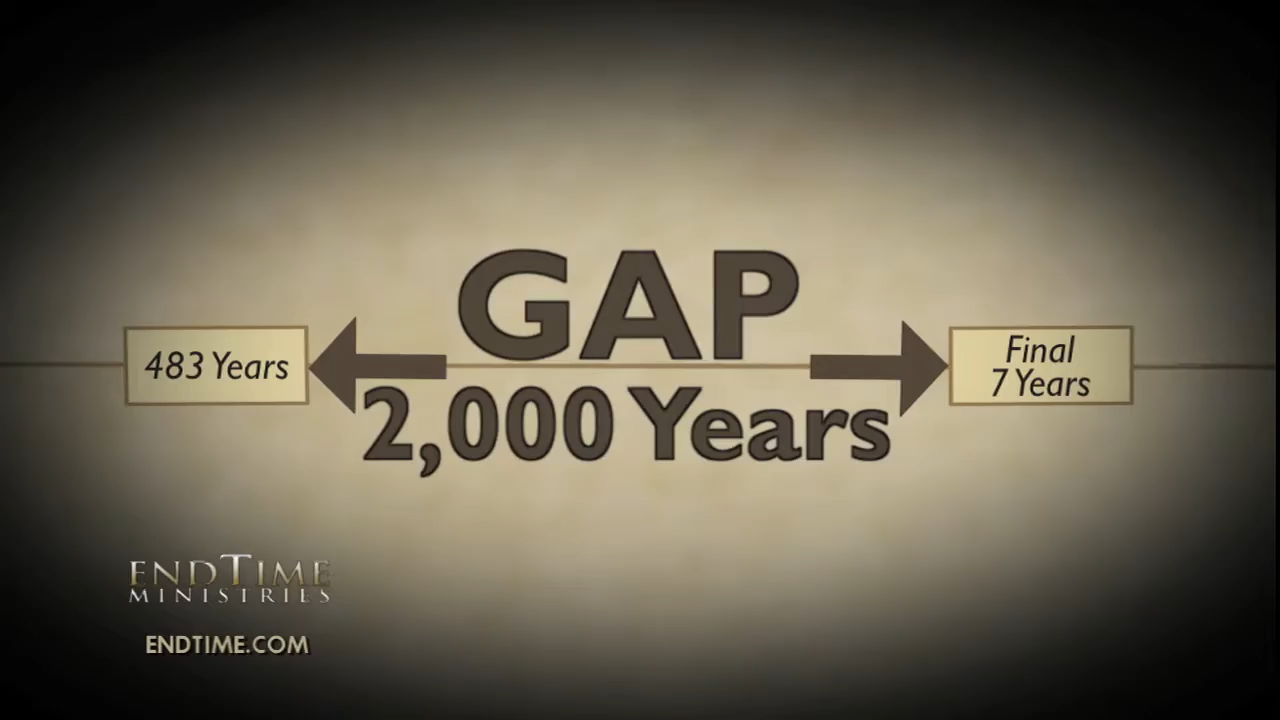 GAP
483 Years
Final
7 Years
2,000 Years
ENDTIME
MINISTRIES
ENDTIME.COM